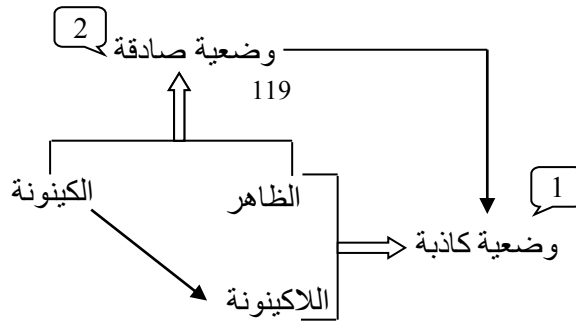 2
وضعية صادقة
119
الكينونة
الظاهر
1
وضعية كاذبة
اللاكينونة